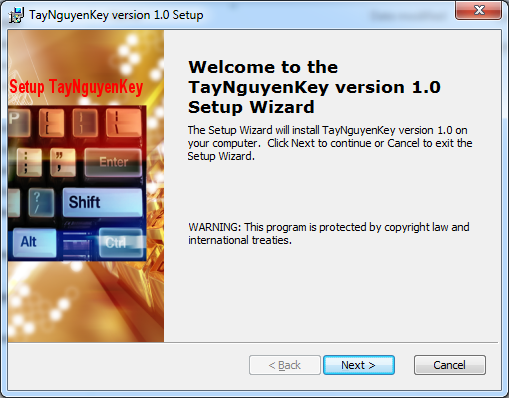 TayNguyenKey version 1.0 Setup
Setup TayNguyenKey
Welcome to the
TayNguyenKey version 1.0
Setup Wizard
The Setup Wizard will install TayNguyenKey version 1.0 on
your computer.  Click Next to continue or Cancel to exit the
Setup Wizard.
WARNING: This program is protected by copyright law and
international treaties.
P { [ } ]
: ; " ' Enter
? / Shift
Alt Ctrl
< Back Next > Cancel